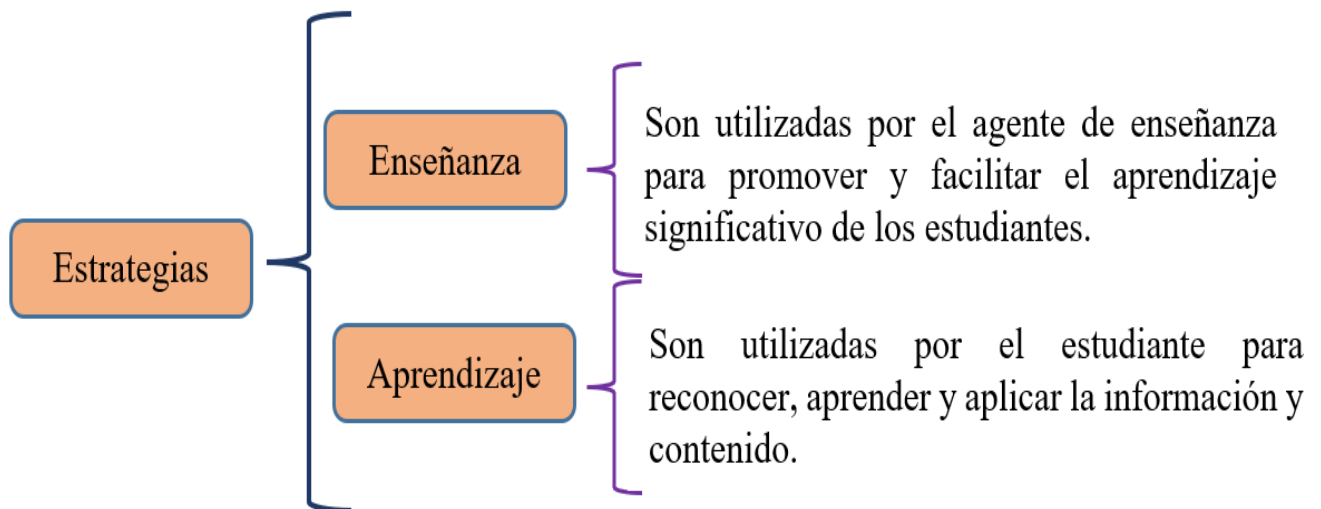 Estrategias
Enseñanza
Son utilizadas por el agente de enseñanza
para promover y facilitar el aprendizaje
significativo de los estudiantes.
Aprendizaje
Son utilizadas por el estudiante para
reconocer, aprender y aplicar la información y
contenido.